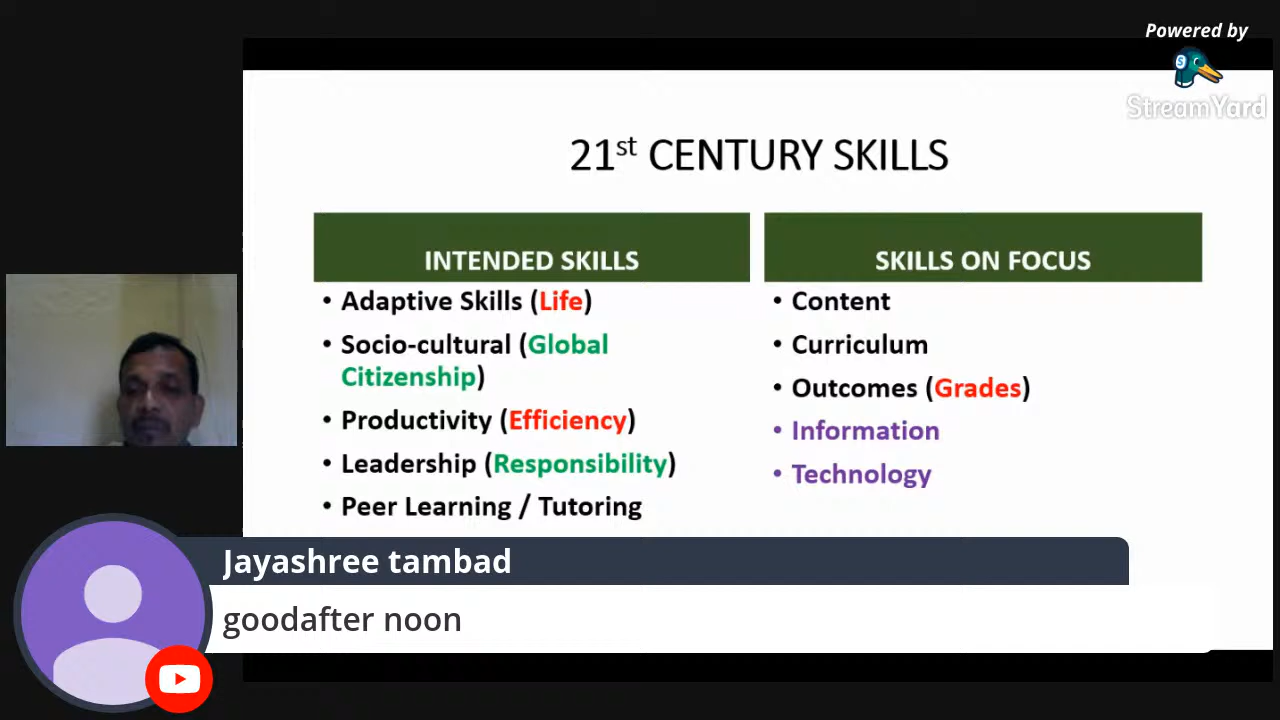 Powered by
StreamYard
21st CENTURY SKILLS
INTENDED SKILLS
• Adaptive Skills (Life)
• Socio-cultural (Global
Citizenship)
• Productivity (Efficiency)
• Leadership (Responsibility)
• Peer Learning / Tutoring
SKILLS ON FOCUS
• Content
• Curriculum
• Outcomes (Grades)
• Information
• Technology
Jayashree tambad
goodafter noon